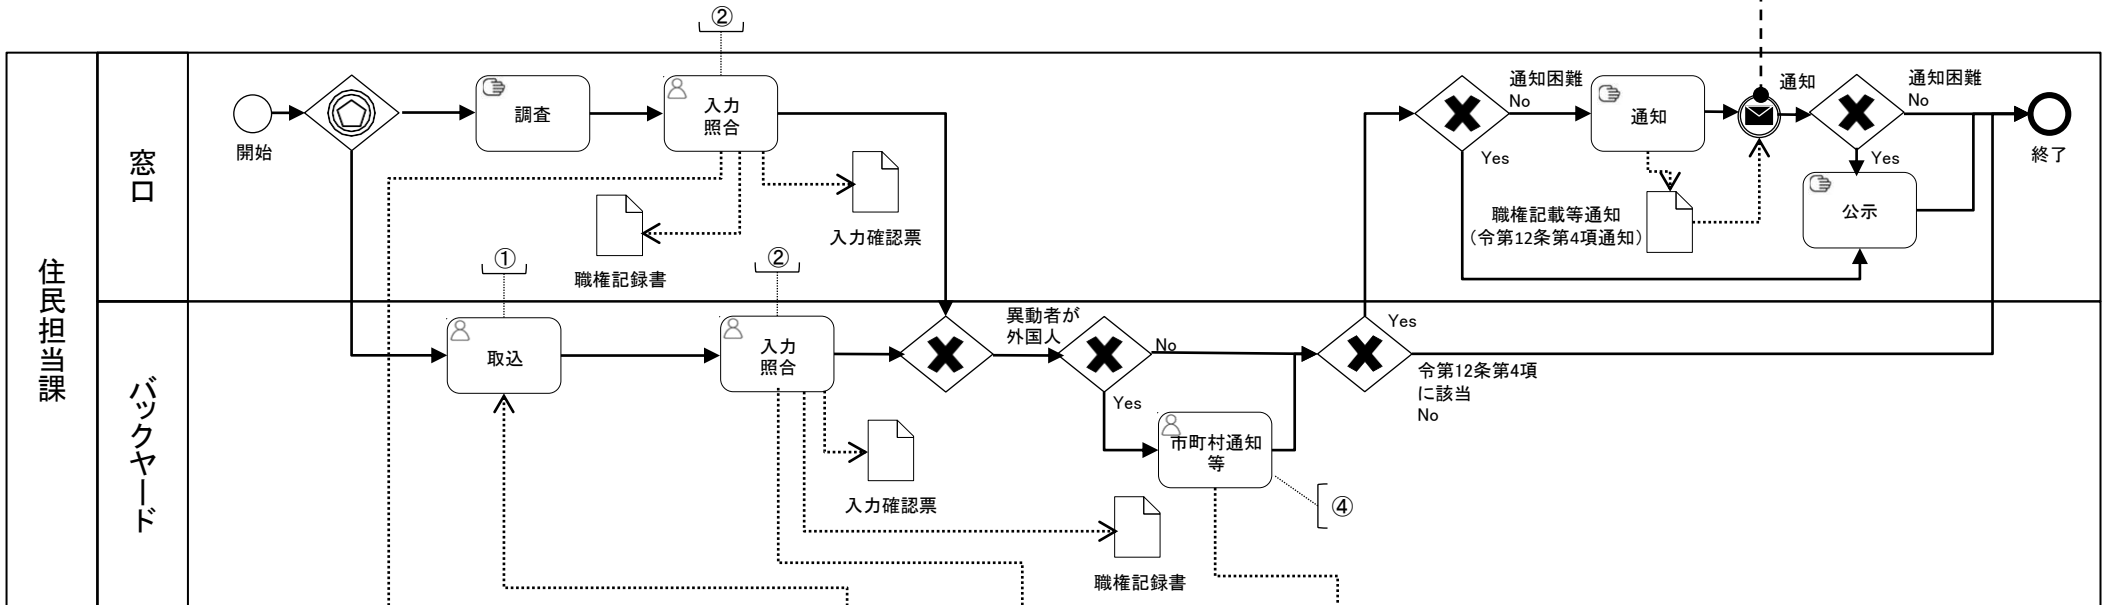 ②
住民担当課
窓口
開始
調査
入力
照合
入力確認票
職権記録書
通知困難
No
Yes
通知
職権記載等通知
(令第12条第4項通知)
通知
通知困難
No
Yes
公示
終了
バックヤード
①
取込
②
入力
照合
入力確認票
職権記録書
異動者が
外国人
No
Yes
市町村通知
等
④
Yes
令第12条第4項
に該当
No